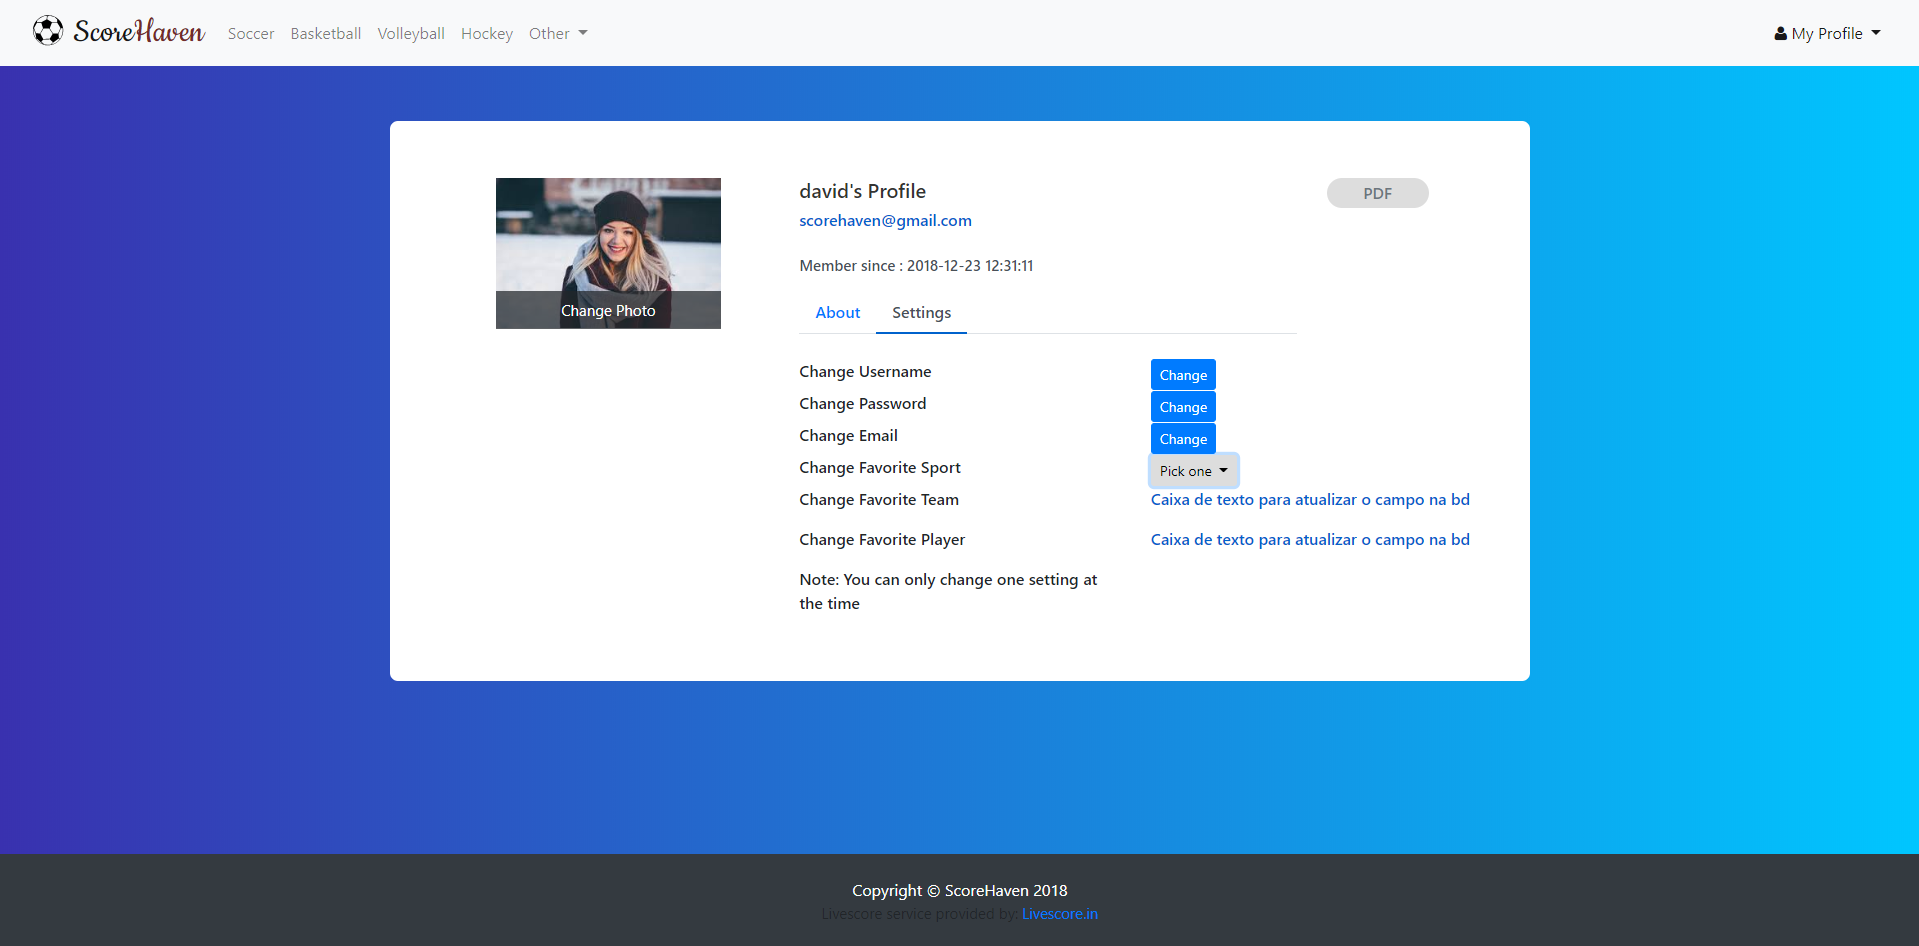 ScoreHaven Soccer Basketball Volleyball Hockey Other My Profile
david's Profile
PDF
scorehaven@gmail.com
Member since : 2018-12-23 12:31:11
Change Photo
About Settings
Change Username Change
Change Password Change
Change Email Change
Change Favorite Sport Pick one
Change Favorite Team Caixa de texto para atualizar o campo na bd
Change Favorite Player Caixa de texto para atualizar o campo na bd
Note: You can only change one setting at
the time
Copyright © ScoreHaven 2018
Livescore service provided by: Livescore.in